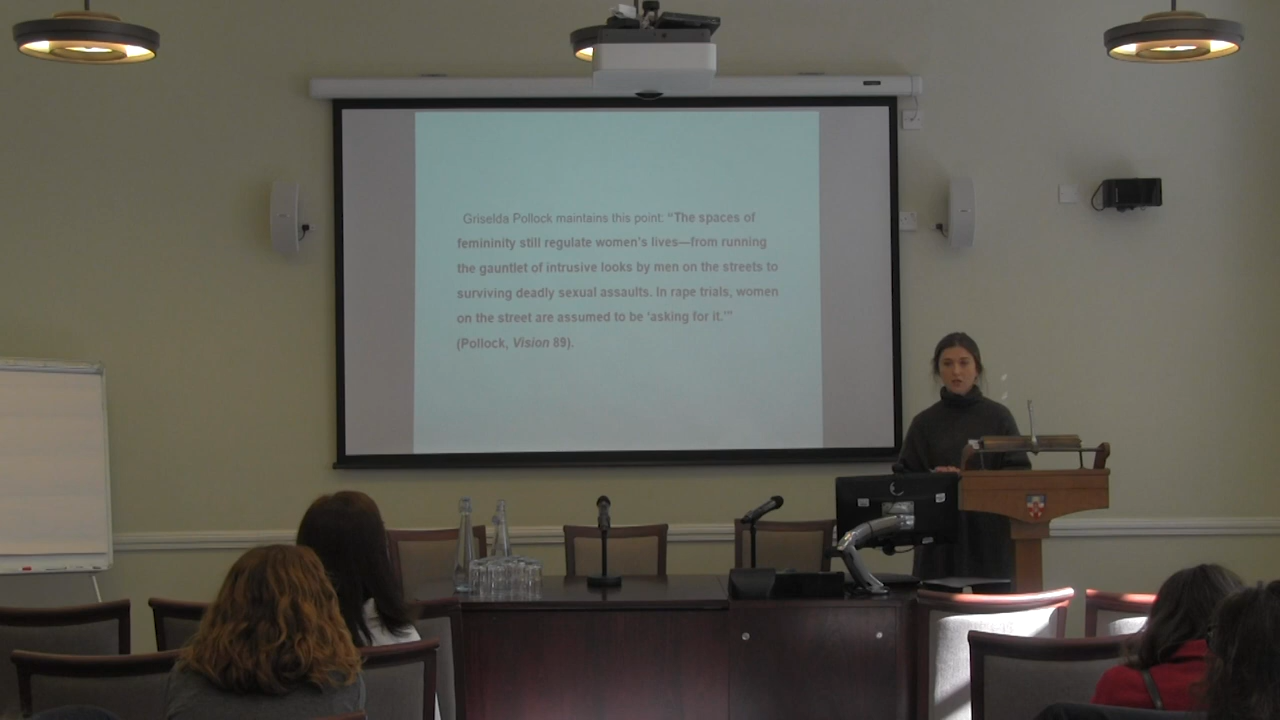 Griselda Pollock maintains this point: “The spaces of
femininity still regulate women’s lives—from running
the gauntlet of intrusive looks by men on the streets to
surviving deadly sexual assaults. In rape trials, women
on the street are assumed to be ‘asking for it.’”
(Pollock, Vision 89).